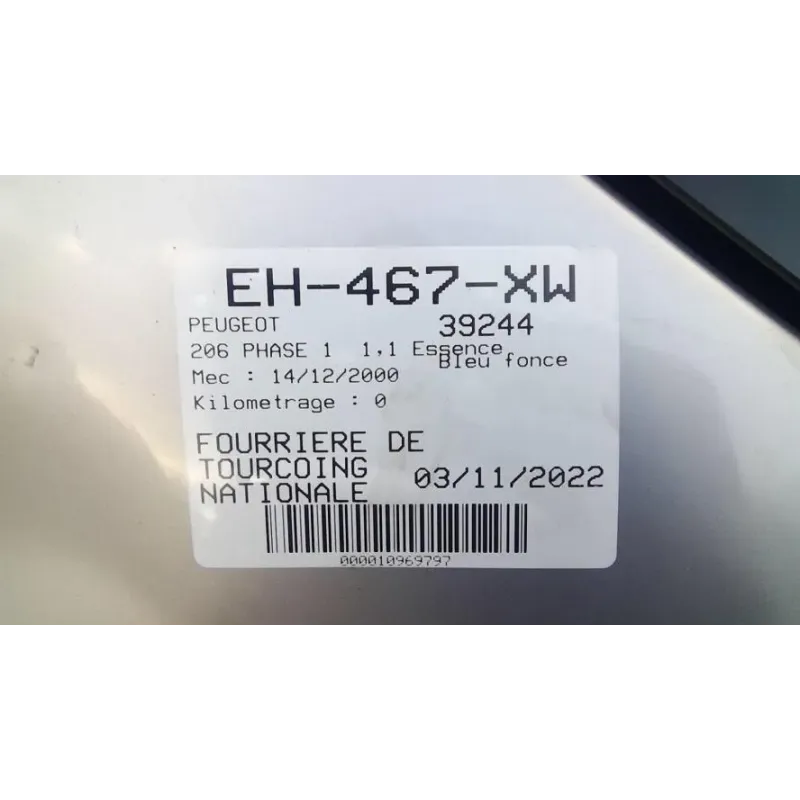 EH-467-XW
PEUGEOT 39244
206 PHASE 1 1,1 Essence
Bleu fonce
Mec : 14/12/2000
Kilometrage : 0
FOURRIERE DE
TOURCOING
NATIONALE 03/11/2022
000010969797